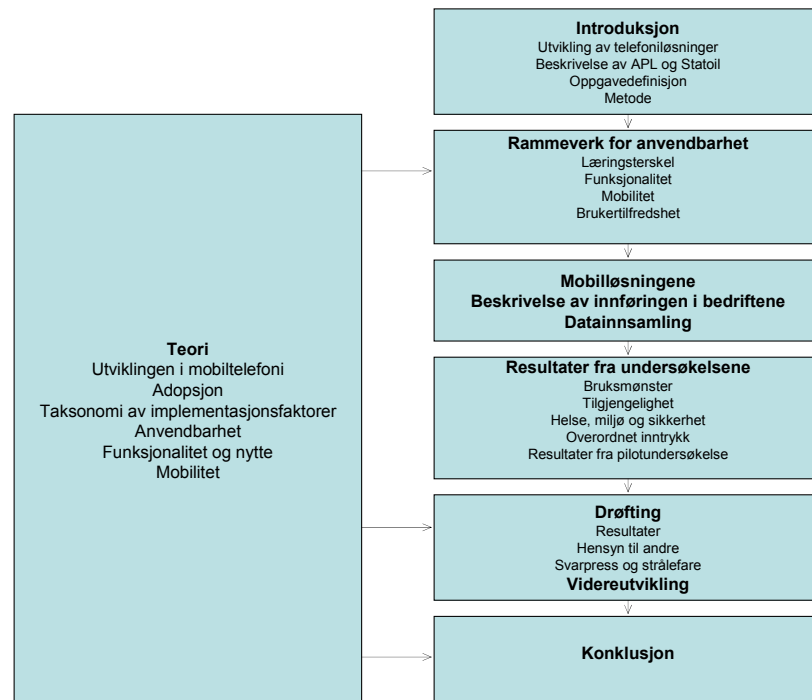 Introduksjon
Utvikling av telefoniløsninger
Beskrivelse av APL og Statoil
Oppgavedefinisjon
Metode
Rammeverk for anvendbarhet
Læringsterskel
Funksjonalitet
Mobilitet
Brukertilfredshet
Mobilløsningene
Beskrivelse av innføringen i bedriftene
Datainnsamling
Teori
Utviklingen i mobiltelefoni
Adopsjon
Taksonomi av implementasjonsfaktorer
Anvendbarhet
Funksjonalitet og nytte
Mobilitet
Resultater fra undersøkelsene
Bruksmønster
Tilgjengelighet
Helse, miljø og sikkerhet
Overordnet inntrykk
Resultater fra pilotundersøkelse
Drøfting
Resultater
Hensyn til andre
Svarpress og strålefare
Videreutvikling
Konklusjon